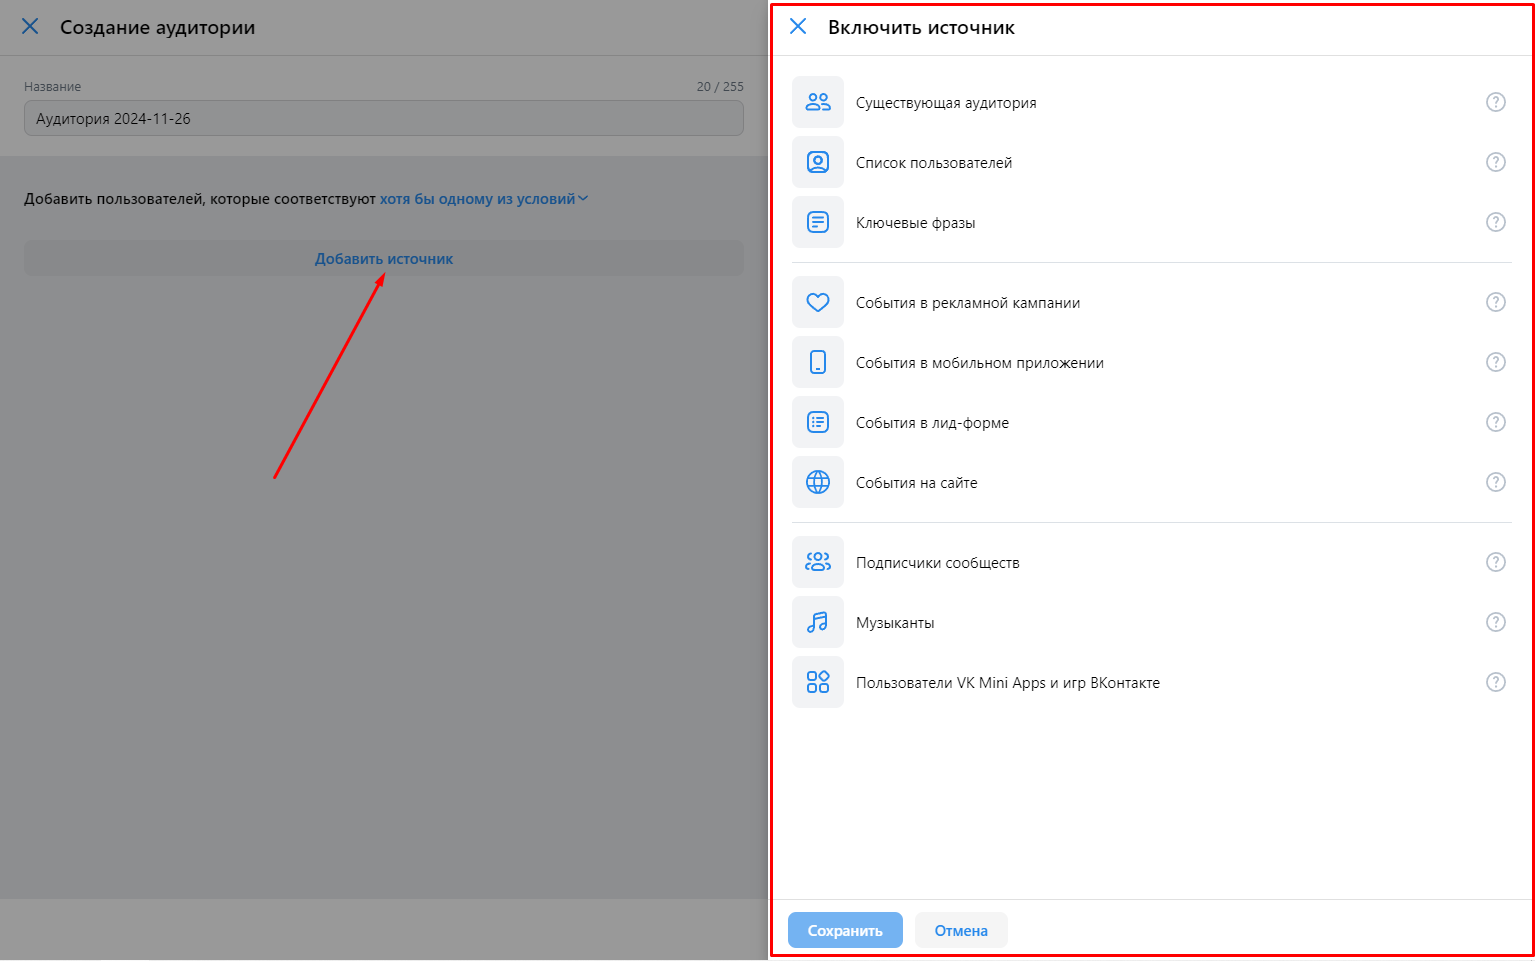 Создание аудитории
Название
20 / 255
Аудитория 2024-11-26
Добавить пользователей, которые соответствуют хотя бы одному из условий
Добавить источник
Включить источник
Существующая аудитория
?
Список пользователей
?
Ключевые фразы
?
События в рекламной кампании
?
События в мобильном приложении
?
События в лид-форме
?
События на сайте
?
Подписчики сообществ
?
Музыканты
?
Пользователи VK Mini Apps и игр ВКонтакте
?
Сохранить
Отмена